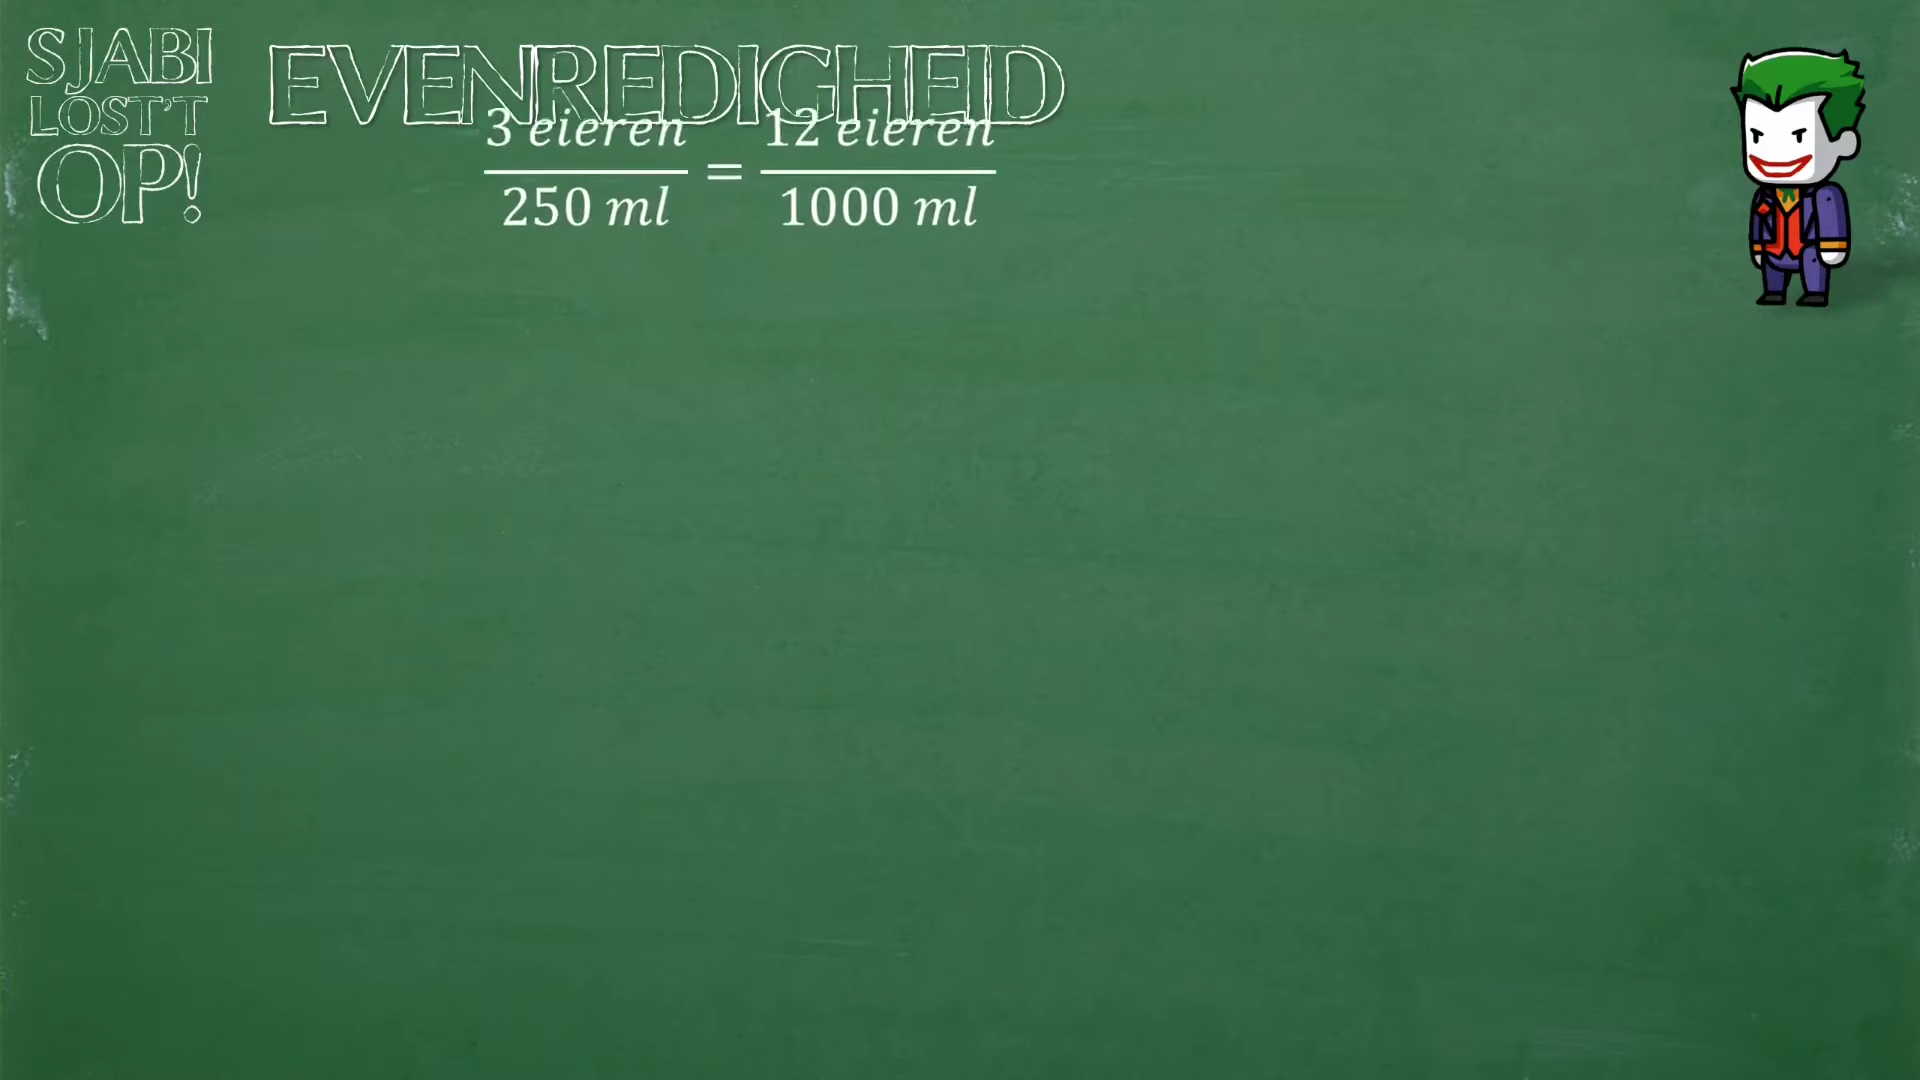 SJABI
LOST'T
OP!
EVENREDIGHEID
3 eieren / 250 ml = 12 eieren / 1000 ml